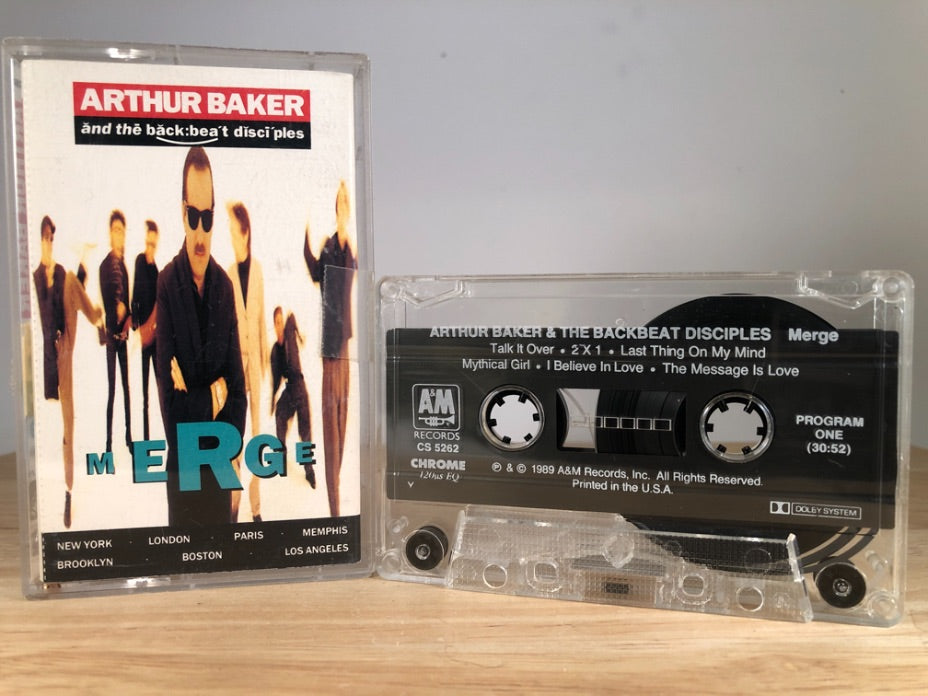 ARTHUR BAKER
ănd thē băck:bea´t dĭscī´ples
MERGE
NEW YORK · LONDON · PARIS · MEMPHIS
BROOKLYN · BOSTON · LOS ANGELES
ARTHUR BAKER & THE BACKBEAT DISCIPLES Merge
Talk It Over • 2 X 1 • Last Thing On My Mind
Mythical Girl • I Believe In Love • The Message Is Love
A&M
RECORDS
CS 5262
CHROME
120us EQ
PROGRAM
ONE
(30:52)
℗ & © 1989 A&M Records, Inc. All Rights Reserved.
Printed in the U.S.A.
DOLBY SYSTEM